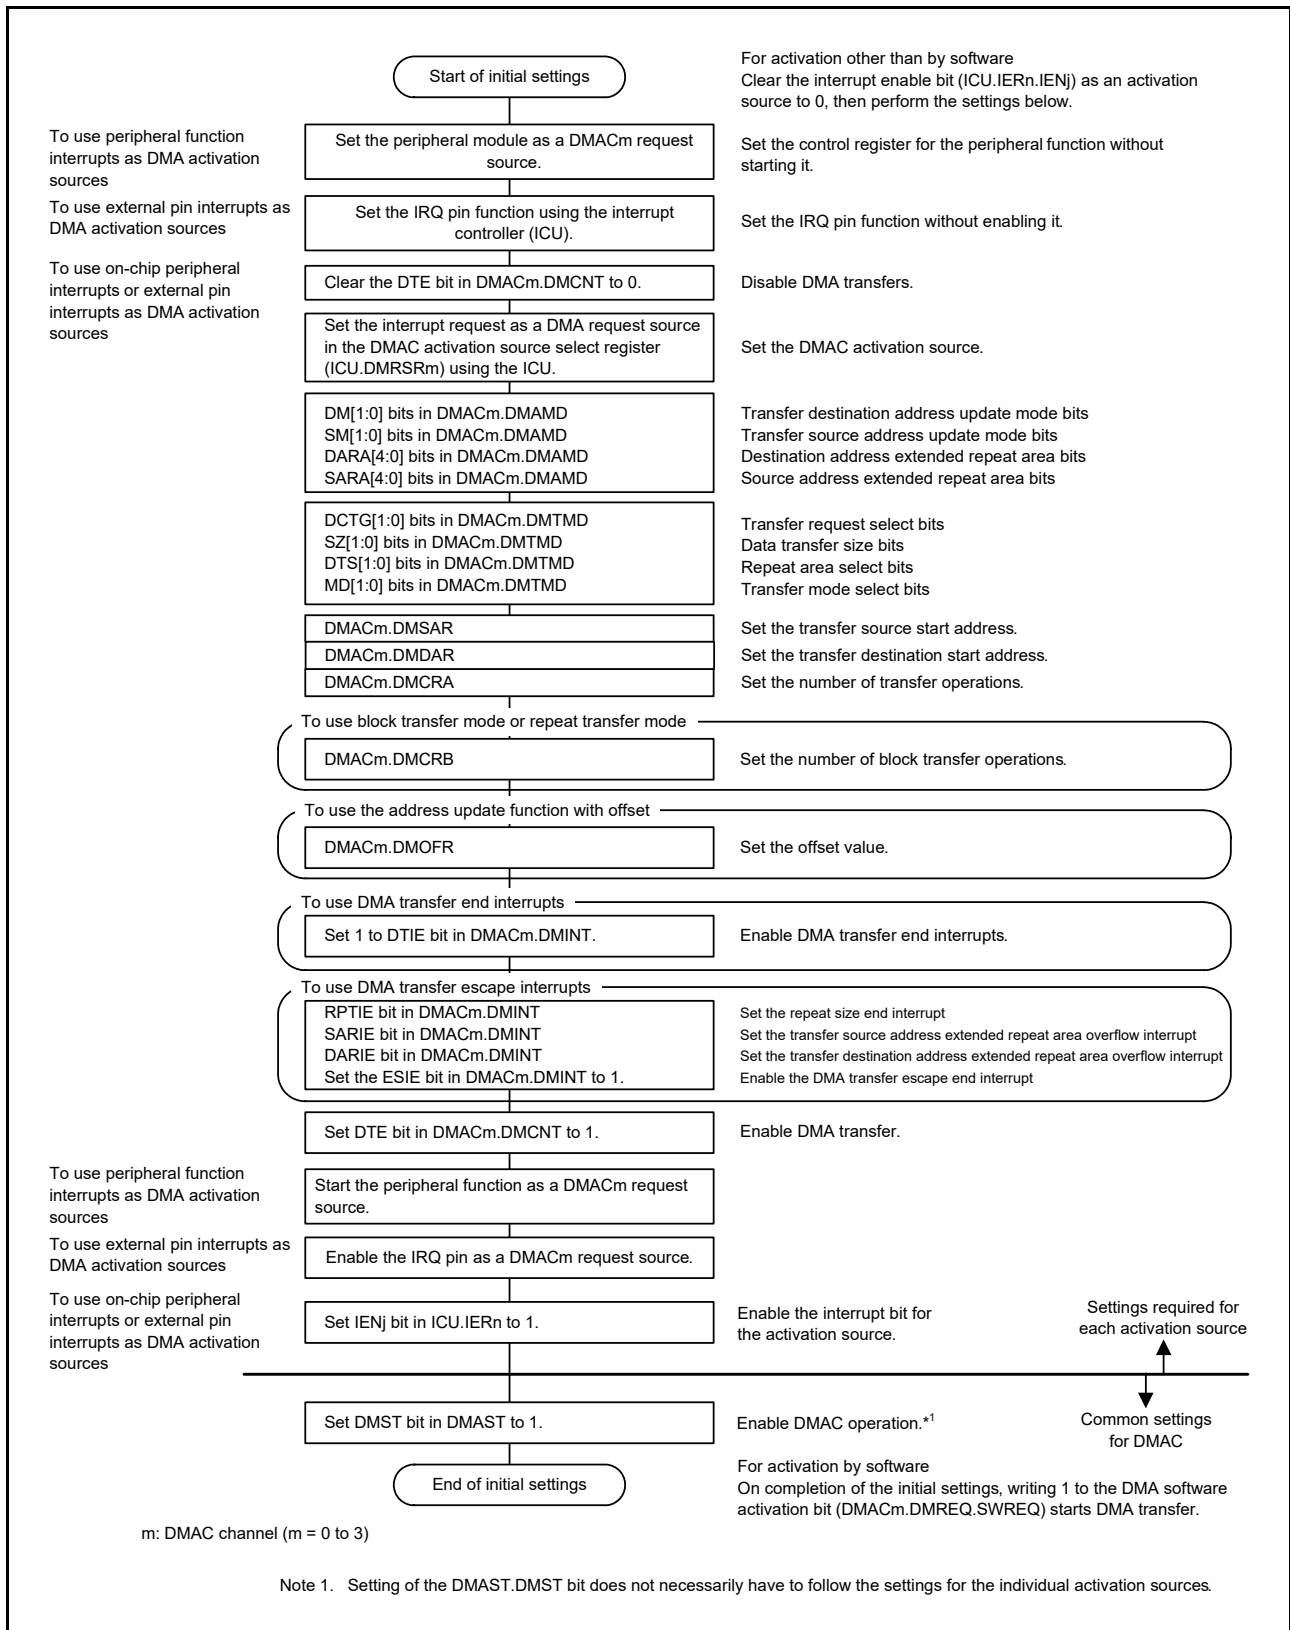 Start of initial settings
For activation other than by software
Clear the interrupt enable bit (ICU.IERn.IENj) as an activation
source to 0, then perform the settings below.
To use peripheral function
interrupts as DMA activation
sources
Set the peripheral module as a DMACm request
source.
Set the control register for the peripheral function without
starting it.
To use external pin interrupts as
DMA activation sources
Set the IRQ pin function using the interrupt
controller (ICU).
Set the IRQ pin function without enabling it.
To use on-chip peripheral
interrupts or external pin
interrupts as DMA activation
sources
Clear the DTE bit in DMACm.DMCNT to 0.
Disable DMA transfers.
Set the interrupt request as a DMA request source
in the DMAC activation source select register
(ICU.DMRSRm) using the ICU.
Set the DMAC activation source.
DM[1:0] bits in DMACm.DMAMD
SM[1:0] bits in DMACm.DMAMD
DARA[4:0] bits in DMACm.DMAMD
SARA[4:0] bits in DMACm.DMAMD
Transfer destination address update mode bits
Transfer source address update mode bits
Destination address extended repeat area bits
Source address extended repeat area bits
DCTG[1:0] bits in DMACm.DMTMD
SZ[1:0] bits in DMACm.DMTMD
DTS[1:0] bits in DMACm.DMTMD
MD[1:0] bits in DMACm.DMTMD
Transfer request select bits
Data transfer size bits
Repeat area select bits
Transfer mode select bits
DMACm.DMSAR
Set the transfer source start address.
DMACm.DMDAR
Set the transfer destination start address.
DMACm.DMCRA
Set the number of transfer operations.
To use block transfer mode or repeat transfer mode
DMACm.DMCRB
Set the number of block transfer operations.
To use the address update function with offset
DMACm.DMOFR
Set the offset value.
To use DMA transfer end interrupts
Set 1 to DTIE bit in DMACm.DMINT.
Enable DMA transfer end interrupts.
To use DMA transfer escape interrupts
RPTIE bit in DMACm.DMINT
SARIE bit in DMACm.DMINT
DARIE bit in DMACm.DMINT
Set the ESIE bit in DMACm.DMINT to 1.
Set the repeat size end interrupt
Set the transfer source address extended repeat area overflow interrupt
Set the transfer destination address extended repeat area overflow interrupt
Enable the DMA transfer escape end interrupt
Set DTE bit in DMACm.DMCNT to 1.
Enable DMA transfer.
To use peripheral function
interrupts as DMA activation
sources
Start the peripheral function as a DMACm request
source.
To use external pin interrupts as
DMA activation sources
Enable the IRQ pin as a DMACm request source.
To use on-chip peripheral
interrupts or external pin
interrupts as DMA activation
sources
Set IENj bit in ICU.IERn to 1.
Enable the interrupt bit for
the activation source.
Settings required for
each activation source
Set DMST bit in DMAST to 1.
Enable DMAC operation.*1
Common settings
for DMAC
End of initial settings
For activation by software
On completion of the initial settings, writing 1 to the DMA software
activation bit (DMACm.DMREQ.SWREQ) starts DMA transfer.
m: DMAC channel (m = 0 to 3)
Note 1. Setting of the DMAST.DMST bit does not necessarily have to follow the settings for the individual activation sources.